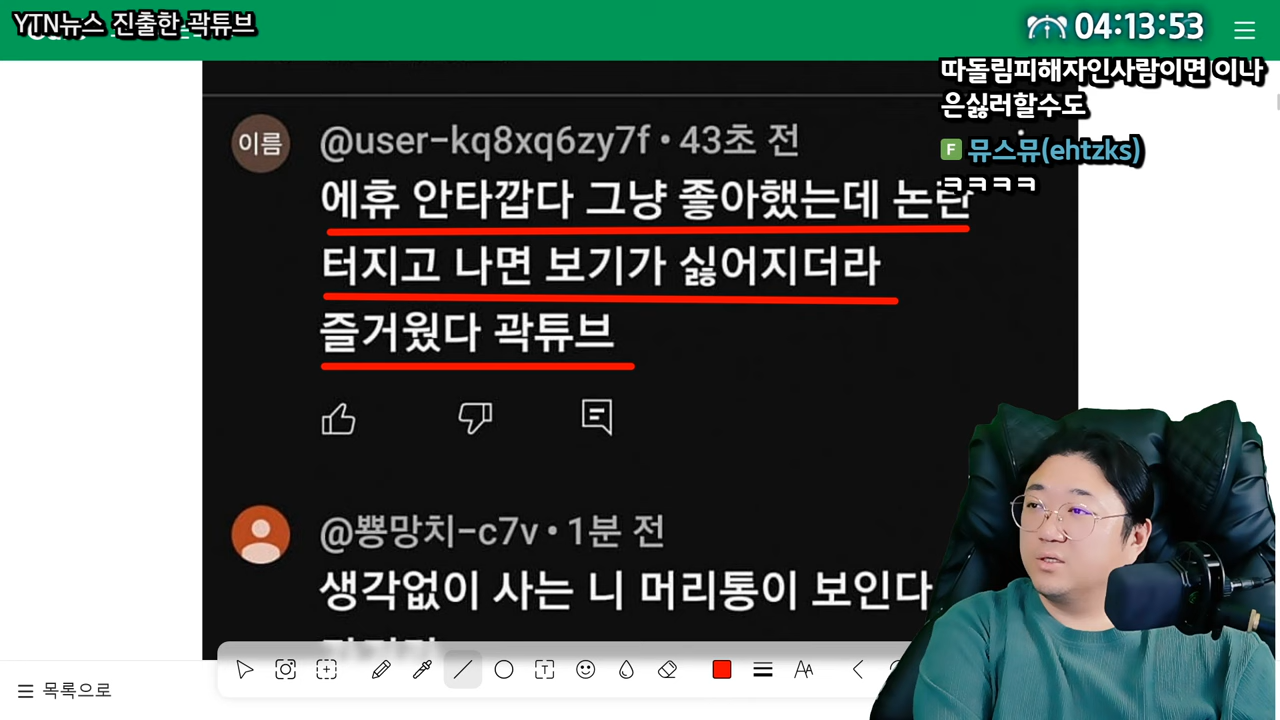 YTN뉴스 진출한 곽튜브
04:13:53
따돌림피해자인사람이면 이나
은싫러할수도
F 뮤스뮤(ehtzks)
ㅋㅋㅋㅋ
이름
@user-kq8xq6zy7f • 43초 전
에휴 안타깝다 그냥 좋아했는데 논란
터지고 나면 보기가 싫어지더라
즐거웠다 곽튜브
@뿅망치-c7v • 1분 전
생각없이 사는 니 머리통이 보인다
T
AA
목록으로